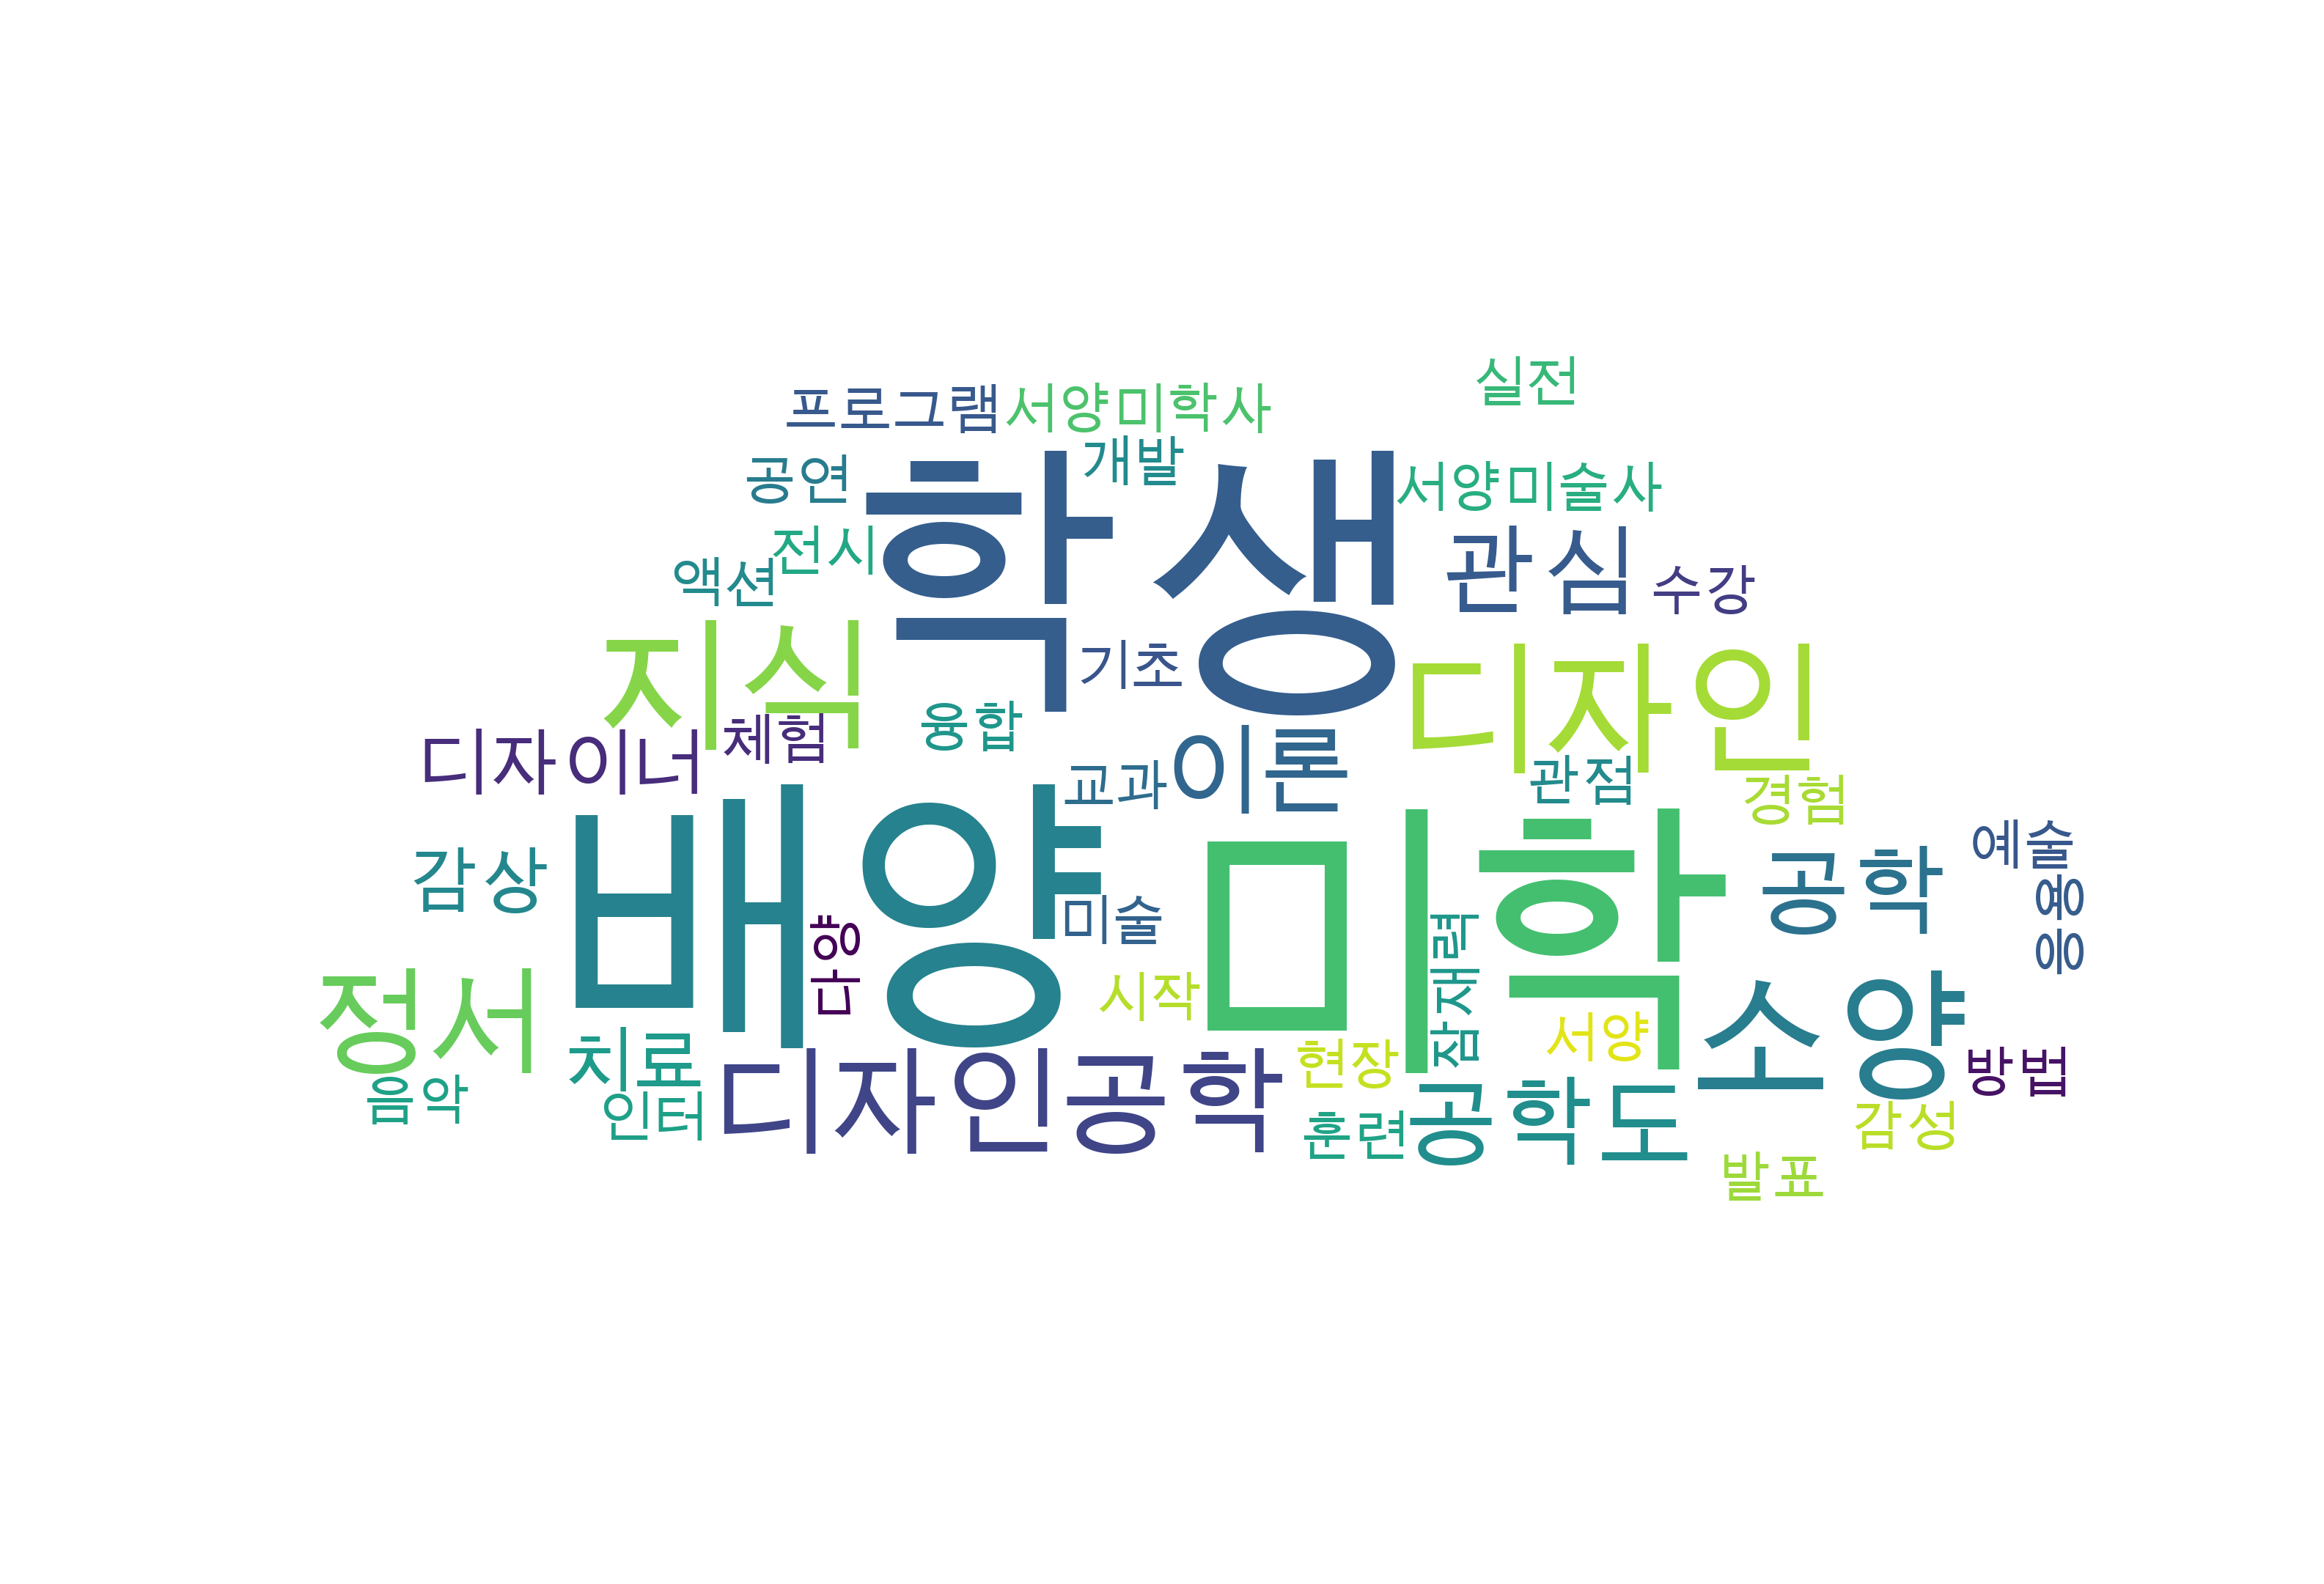 실전
프로그램
서양미학사
개발
공연
학생
서양미술사
전시
액션
관심
수강
지식
기초
디자인
체험
융합
디자이너
이론
교과
관점
경험
예술
감상
배양
미학
공학
미술
다양
잠재력
시작
정서
소양
서양
치료
디자인공학
현장
방법
음악
인터
공학도
훈련
감성
발표